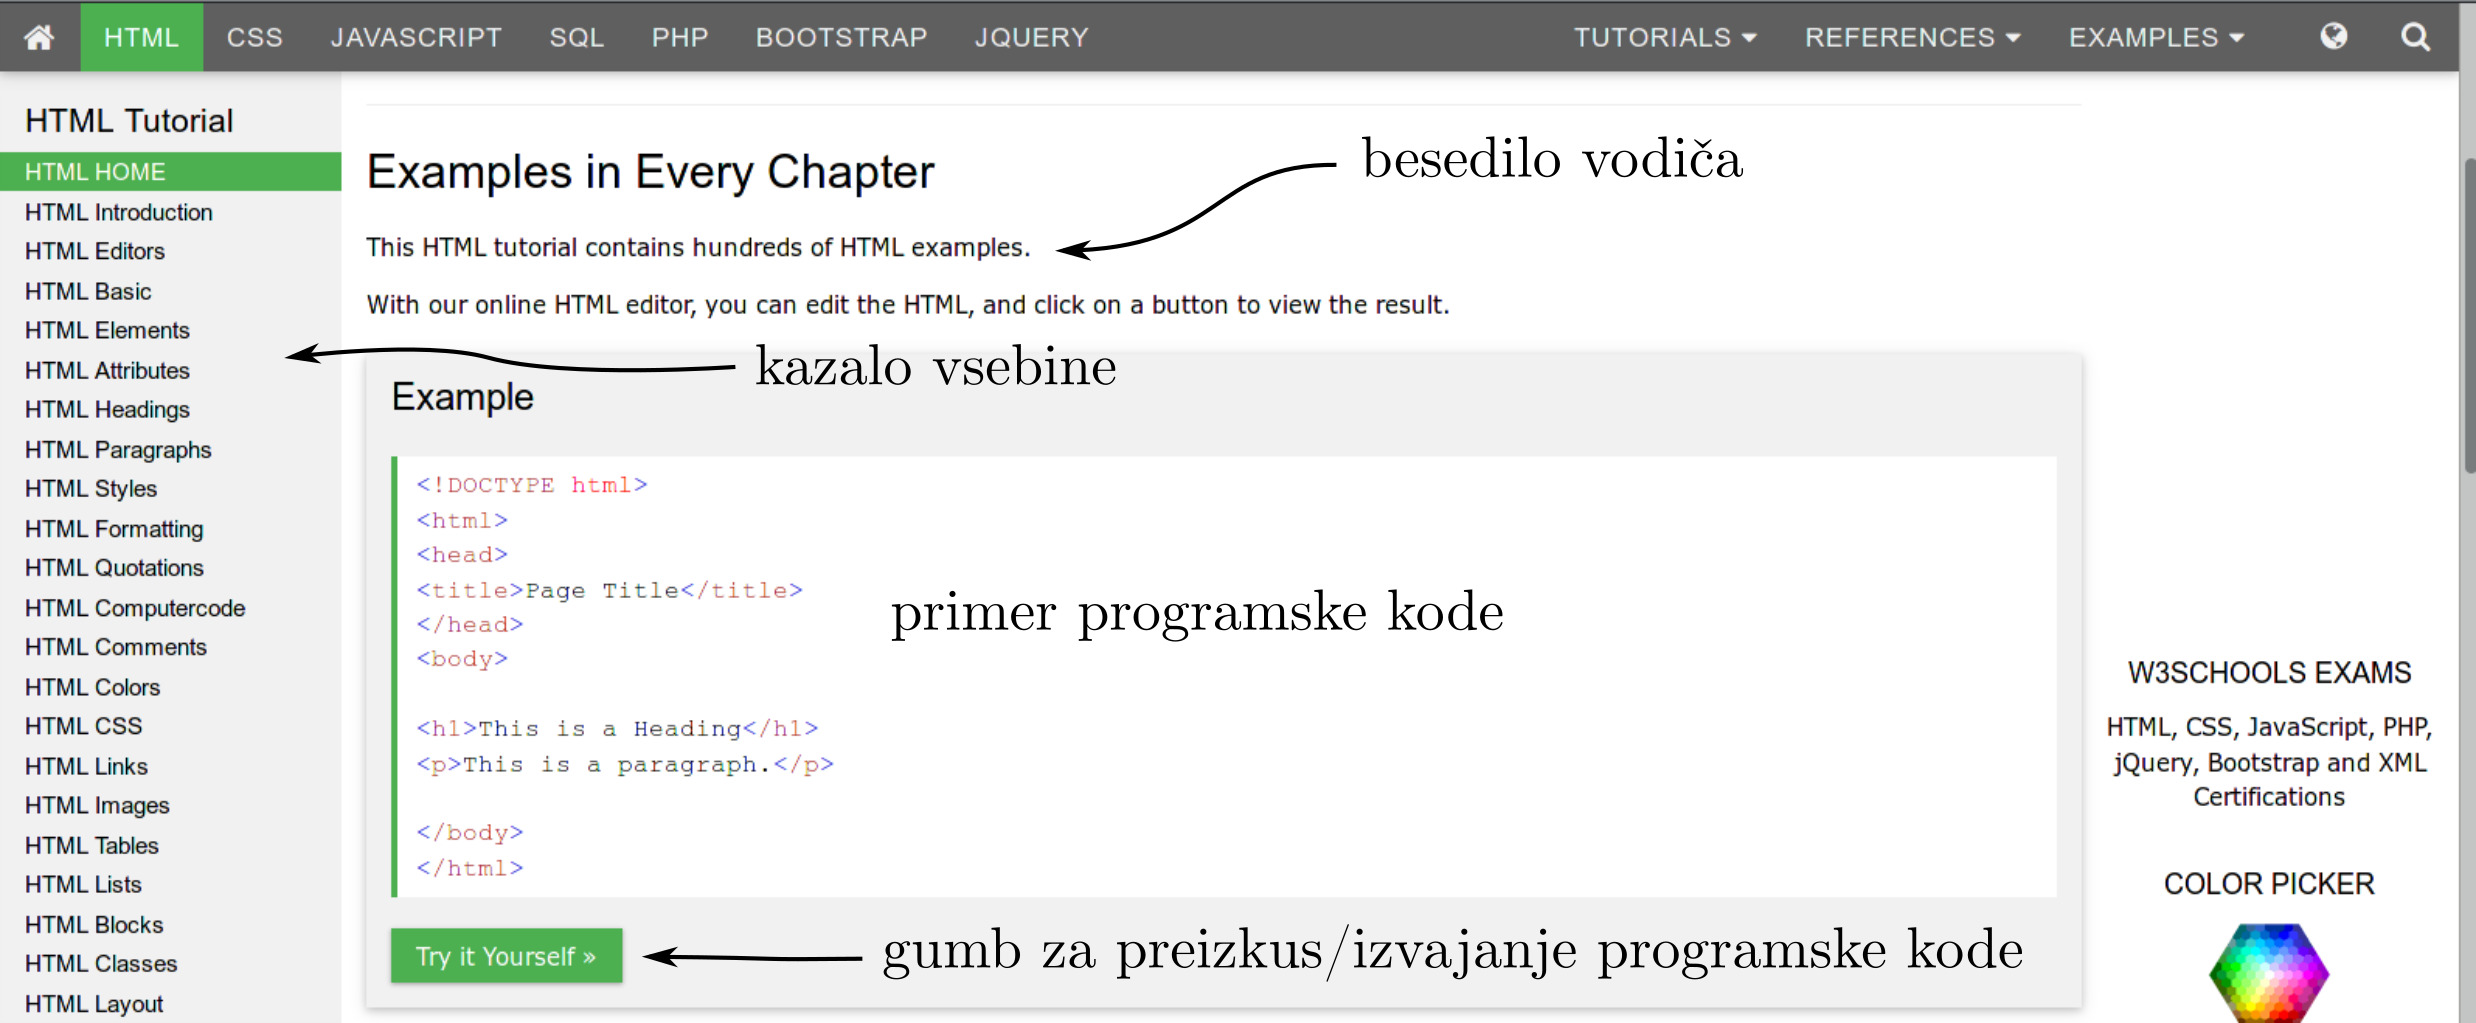 HTML CSS JAVASCRIPT SQL PHP BOOTSTRAP JQUERY TUTORIALS REFERENCES EXAMPLES
HTML Tutorial
HTML HOME
HTML Introduction
HTML Editors
HTML Basic
HTML Elements
HTML Attributes
HTML Headings
HTML Paragraphs
HTML Styles
HTML Formatting
HTML Quotations
HTML Computercode
HTML Comments
HTML Colors
HTML CSS
HTML Links
HTML Images
HTML Tables
HTML Lists
HTML Blocks
HTML Classes
HTML Layout
Examples in Every Chapter
besedilo vodiča
This HTML tutorial contains hundreds of HTML examples.
With our online HTML editor, you can edit the HTML, and click on a button to view the result.
kazalo vsebine
Example
<!DOCTYPE html>
<html>
<head>
<title>Page Title</title>
</head>
<body>
primer programske kode
<h1>This is a Heading</h1>
<p>This is a paragraph.</p>
</body>
</html>
Try it Yourself »
gumb za preizkus/izvajanje programske kode
W3SCHOOLS EXAMS
HTML, CSS, JavaScript, PHP,
jQuery, Bootstrap and XML
Certifications
COLOR PICKER